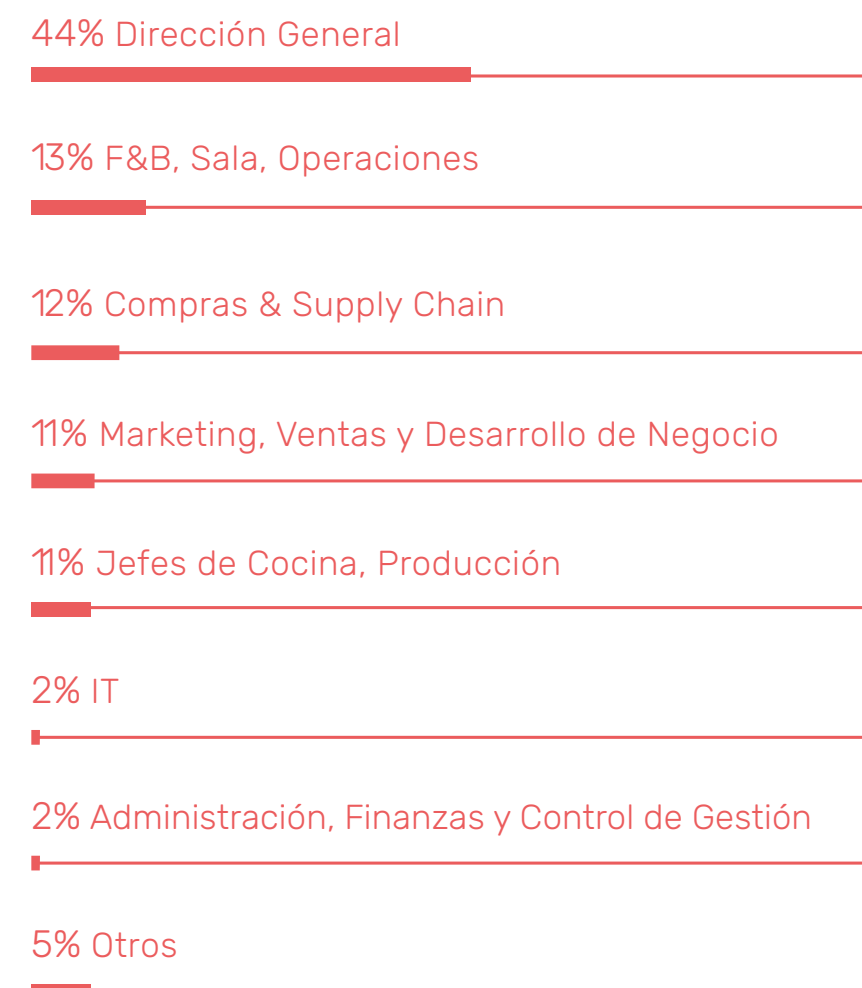 44% Dirección General
13% F&B, Sala, Operaciones
12% Compras & Supply Chain
11% Marketing, Ventas y Desarrollo de Negocio
11% Jefes de Cocina, Producción
2% IT
2% Administración, Finanzas y Control de Gestión
5% Otros